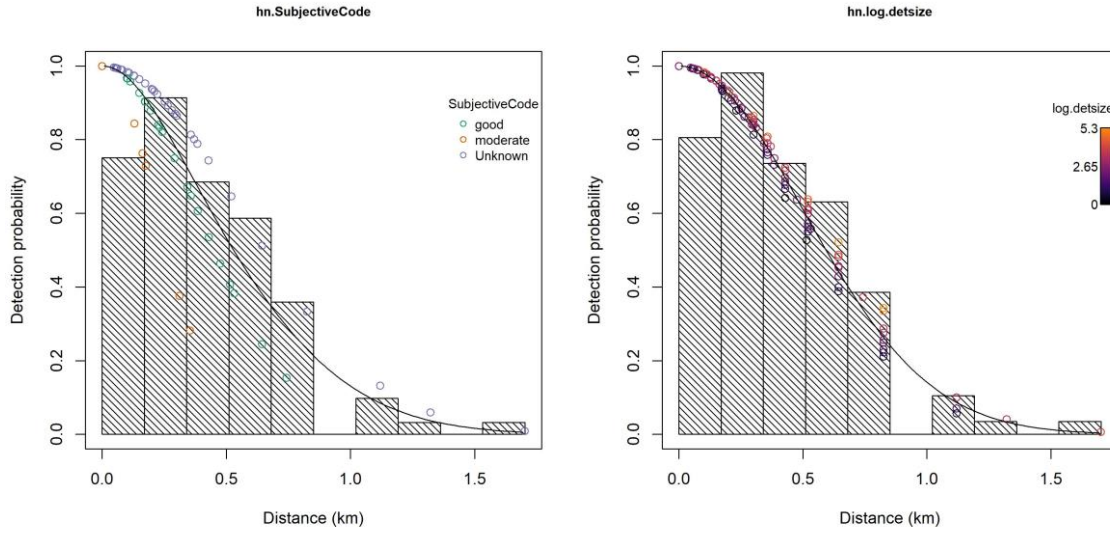 hn.SubjectiveCode
Detection probability
1.0
0.8
0.6
0.4
0.2
0.0
SubjectiveCode
good
moderate
Unknown
0.0 0.5 1.0 1.5
Distance (km)
hn.log.detsize
Detection probability
1.0
0.8
0.6
0.4
0.2
0.0
log.detsize
5.3
2.65
0
0.0 0.5 1.0 1.5
Distance (km)